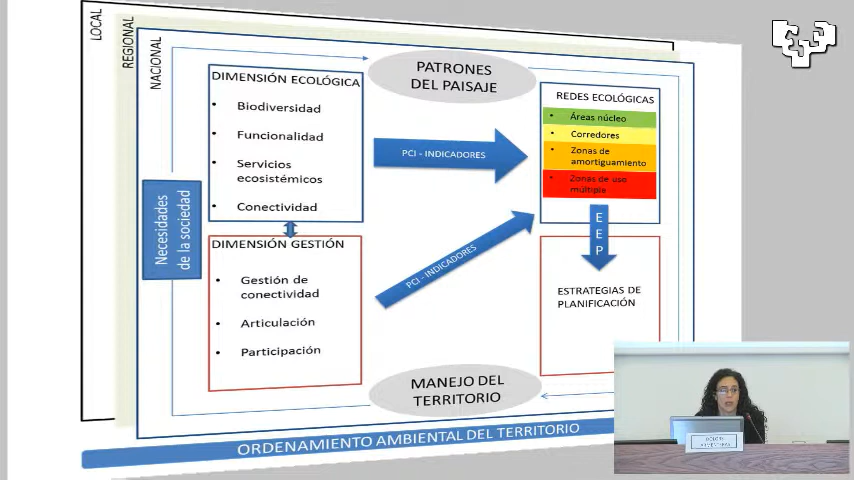 LOCAL
REGIONAL
NACIONAL
PATRONES
DEL PAISAJE
DIMENSIÓN ECOLÓGICA
• Biodiversidad
• Funcionalidad
• Servicios
ecosistémicos
• Conectividad
PCI - INDICADORES
REDES ECOLÓGICAS
• Áreas núcleo
• Corredores
• Zonas de
amortiguamiento
• Zonas de uso
múltiple
Necesidades
de la sociedad
DIMENSIÓN GESTIÓN
• Gestión de
conectividad
• Articulación
• Participación
PCI - INDICADORES
E
E
P
ESTRATEGIAS DE
PLANIFICACIÓN
MANEJO DEL
TERRITORIO
ORDENAMIENTO AMBIENTAL DEL TERRITORIO